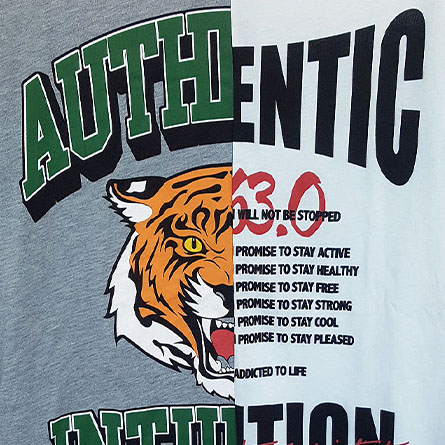 AUTHENTIC
63.0
I WILL NOT BE STOPPED
I PROMISE TO STAY ACTIVE
I PROMISE TO STAY HEALTHY
I PROMISE TO STAY FREE
I PROMISE TO STAY STRONG
I PROMISE TO STAY COOL
I PROMISE TO STAY PLEASED
ADDICTED TO LIFE
INTUITION